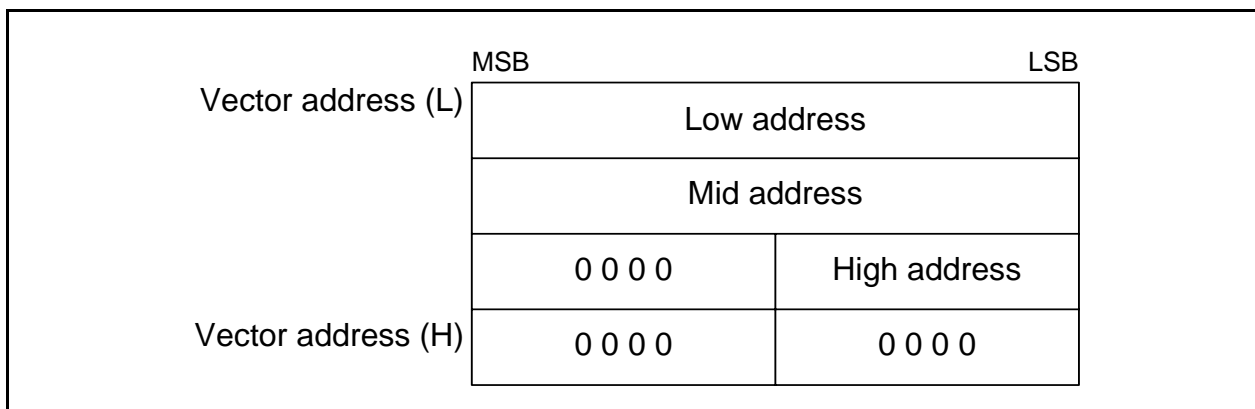 MSB LSB
Vector address (L) Low address
Mid address
0 0 0 0 High address
Vector address (H) 0 0 0 0 0 0 0 0